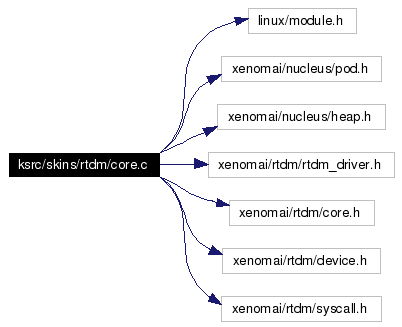 linux/module.h
xenomai/nucleus/pod.h
xenomai/nucleus/heap.h
ksrc/skins/rtdm/core.c
xenomai/rtdm/rtdm_driver.h
xenomai/rtdm/core.h
xenomai/rtdm/device.h
xenomai/rtdm/syscall.h